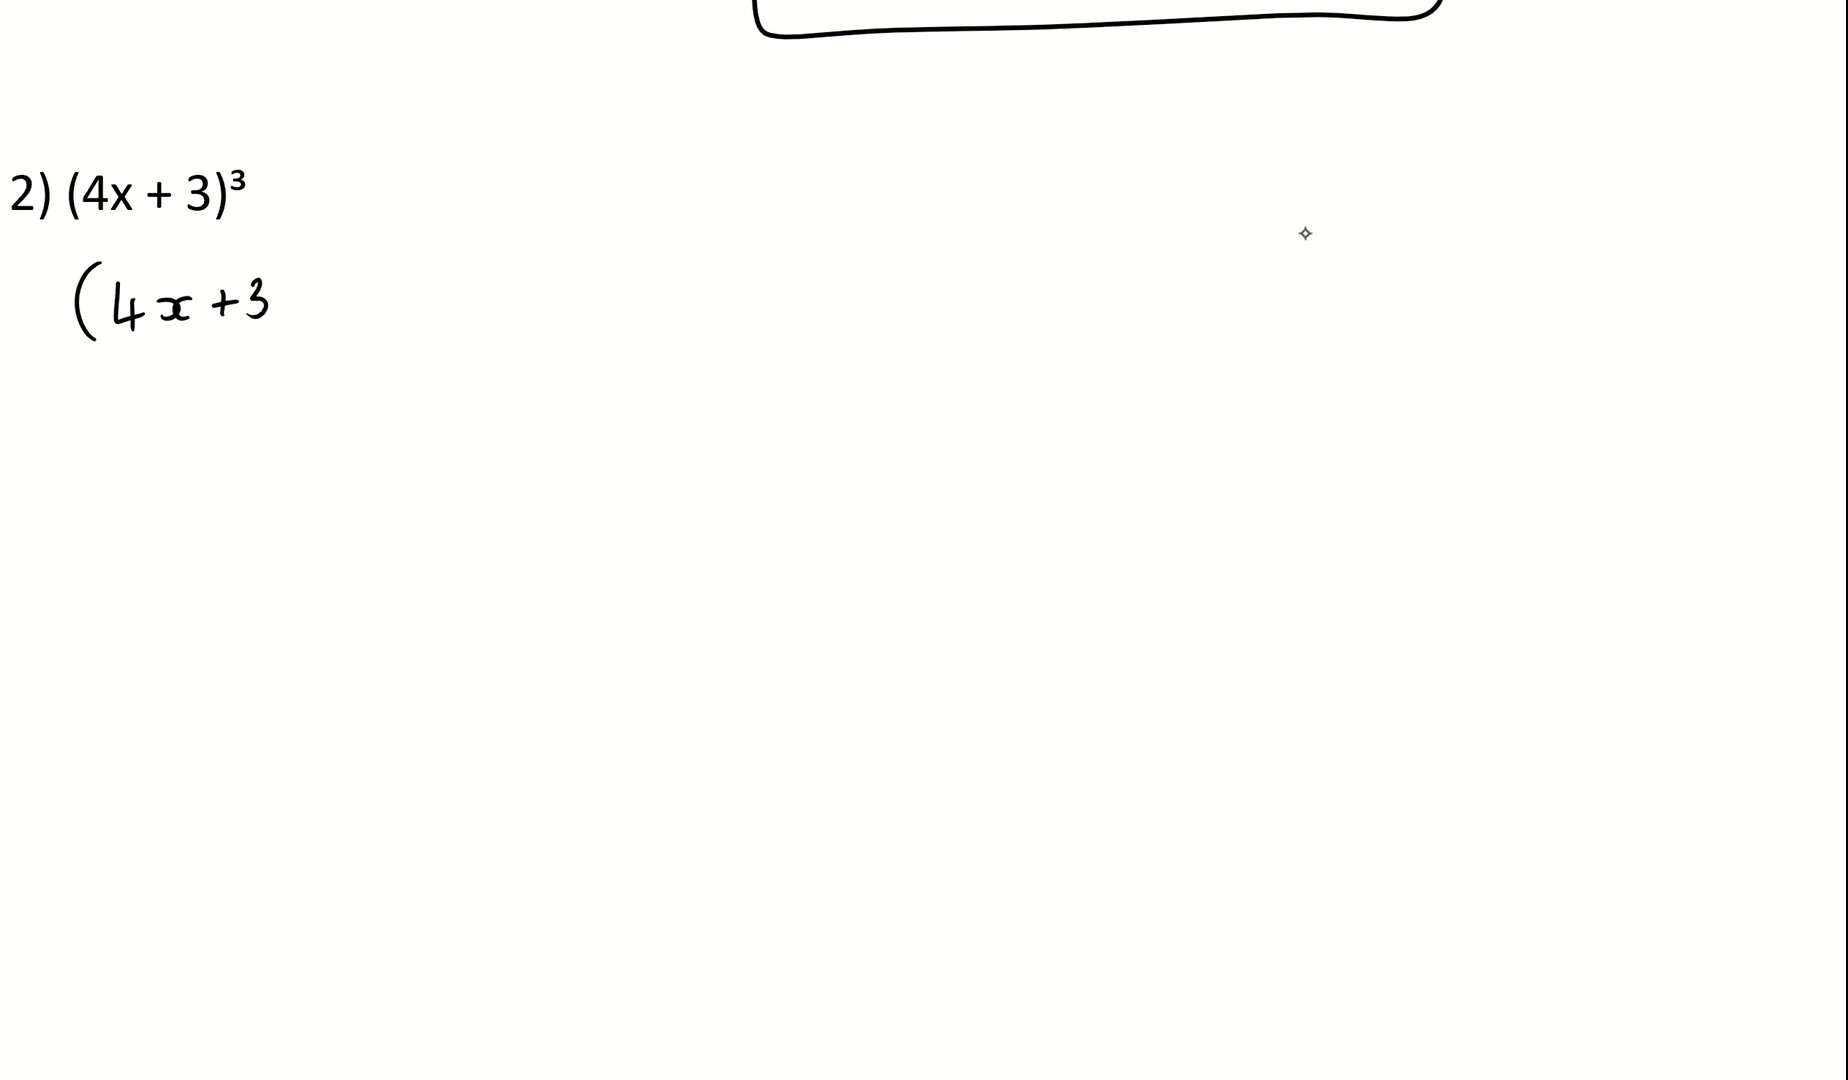 2) (4x + 3)³
(4x +3